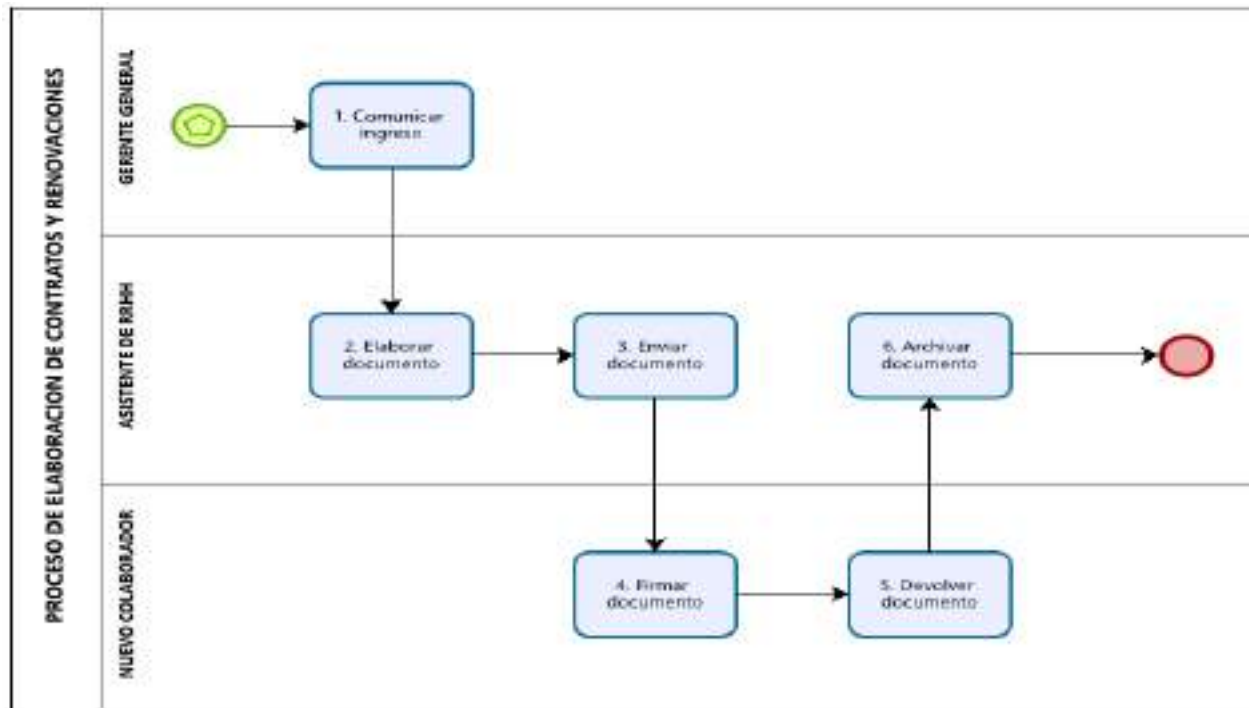 PROCESO DE ELABORACION DE CONTRATOS Y RENOVACIONES
GERENTE GENERAL
1. Comunicar
ingreso
ASISTENTE DE RRHH
2. Elaborar
documento
3. Enviar
documento
6. Archivar
documento
NUEVO COLABORADOR
4. Firmar
documento
5. Devolver
documento